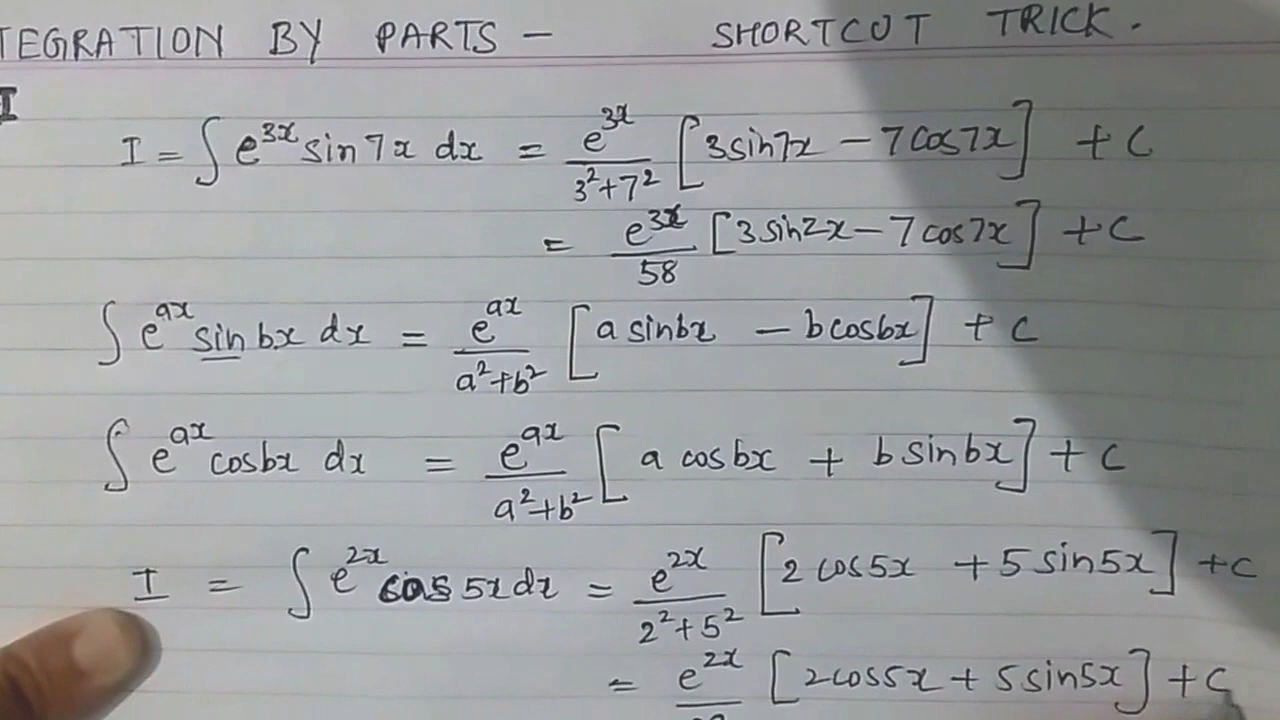 TEGRATION BY PARTS - SHORTCUT TRICK.
I
I = ∫ e^{3x} sin 7x dx = e^{3x}/(3²+7²) [3sin7x - 7cos7x] + C
= e^{3x}/58 [3sin2x - 7cos7x] + C
∫ e^{ax} sin bx dx = e^{ax}/(a²+b²) [a sinbx - b cosbx] + C
∫ e^{ax} cosbx dx = e^{ax}/(a²+b²) [a cosbx + b sinbx] + C
I = ∫ e^{2x} cos 5x dx = e^{2x}/(2²+5²) [2 cos5x + 5 sin5x] + C
= e^{2x} [2cos5x + 5sin5x] + C